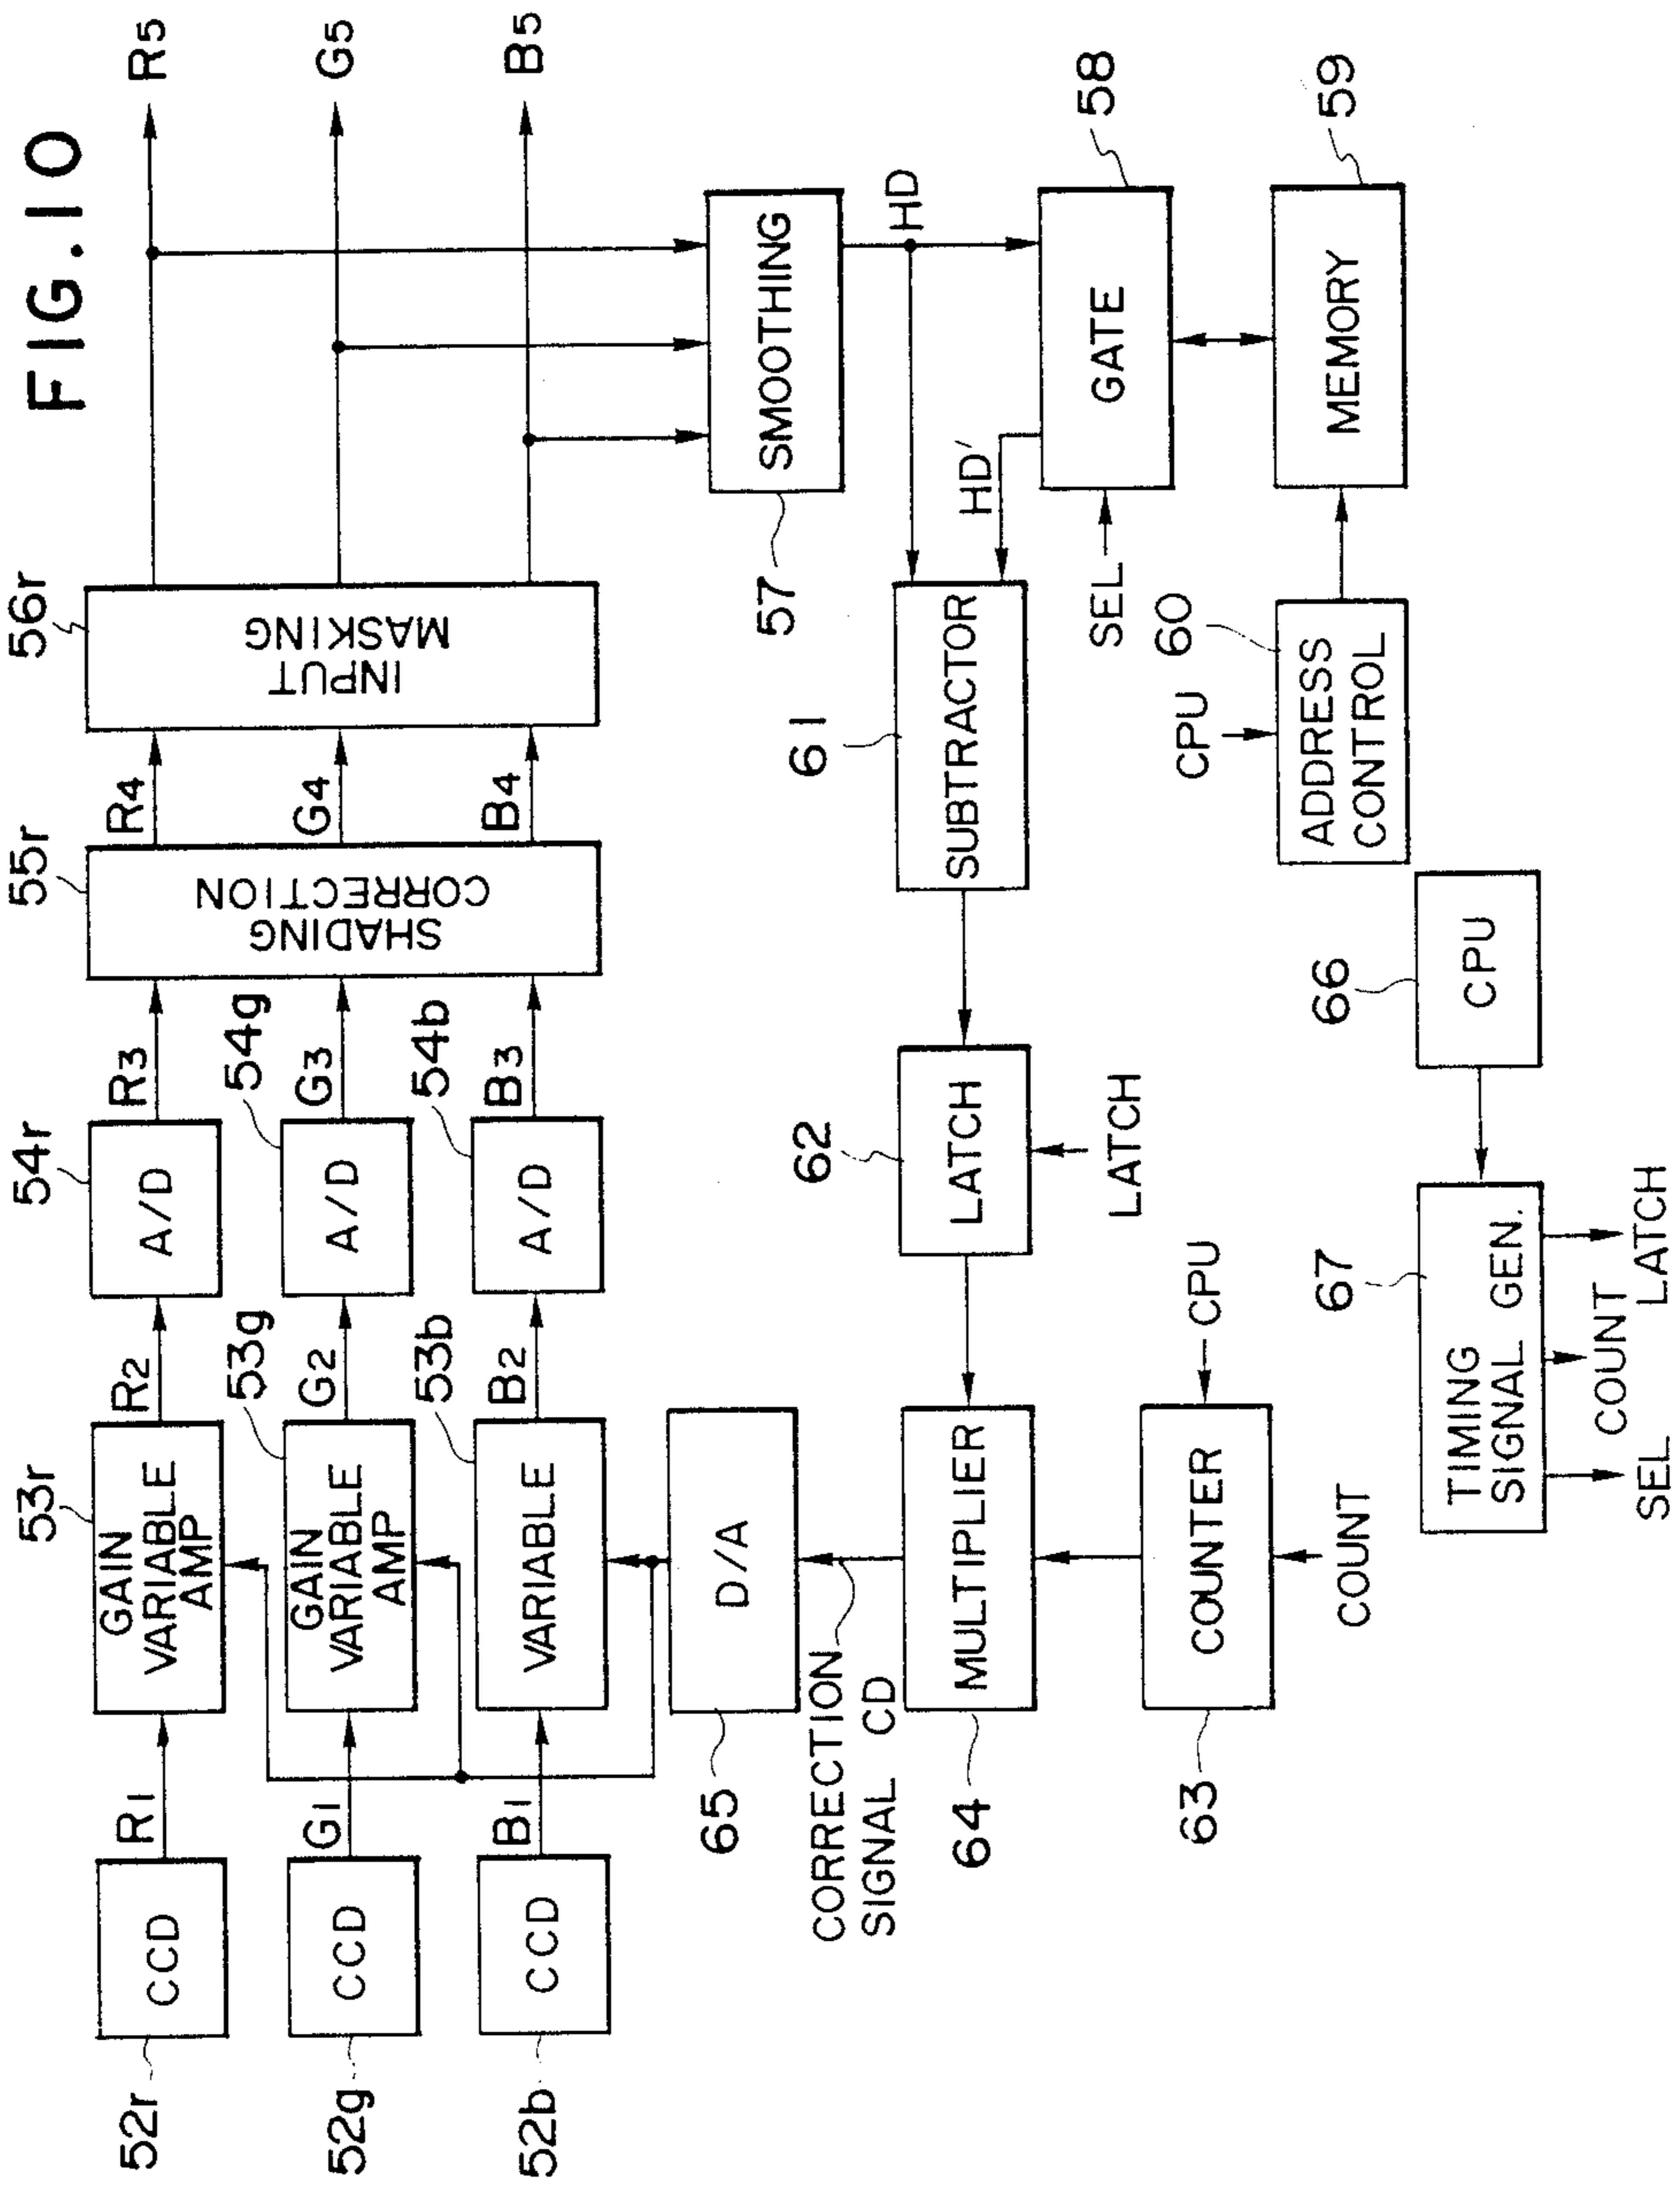 FIG. 10
52r
CCD
R1
53r
GAIN
VARIABLE
AMP
R2
54r
A/D
R3
55r
SHADING
CORRECTION
R4
56r
INPUT
MASKING
R5
52g
CCD
G1
53g
GAIN
VARIABLE
AMP
G2
54g
A/D
G3
G4
G5
52b
CCD
B1
53b
VARIABLE
B2
54b
A/D
B3
B4
B5
65
D/A
57
SMOOTHING
CORRECTION
SIGNAL CD
HD
64
MULTIPLIER
62
LATCH
LATCH
61
SUBTRACTOR
HD'
SEL
GATE
58
63
COUNTER
CPU
COUNT
CPU
60
ADDRESS
CONTROL
MEMORY
59
67
TIMING
SIGNAL GEN.
66
CPU
SEL
COUNT
LATCH